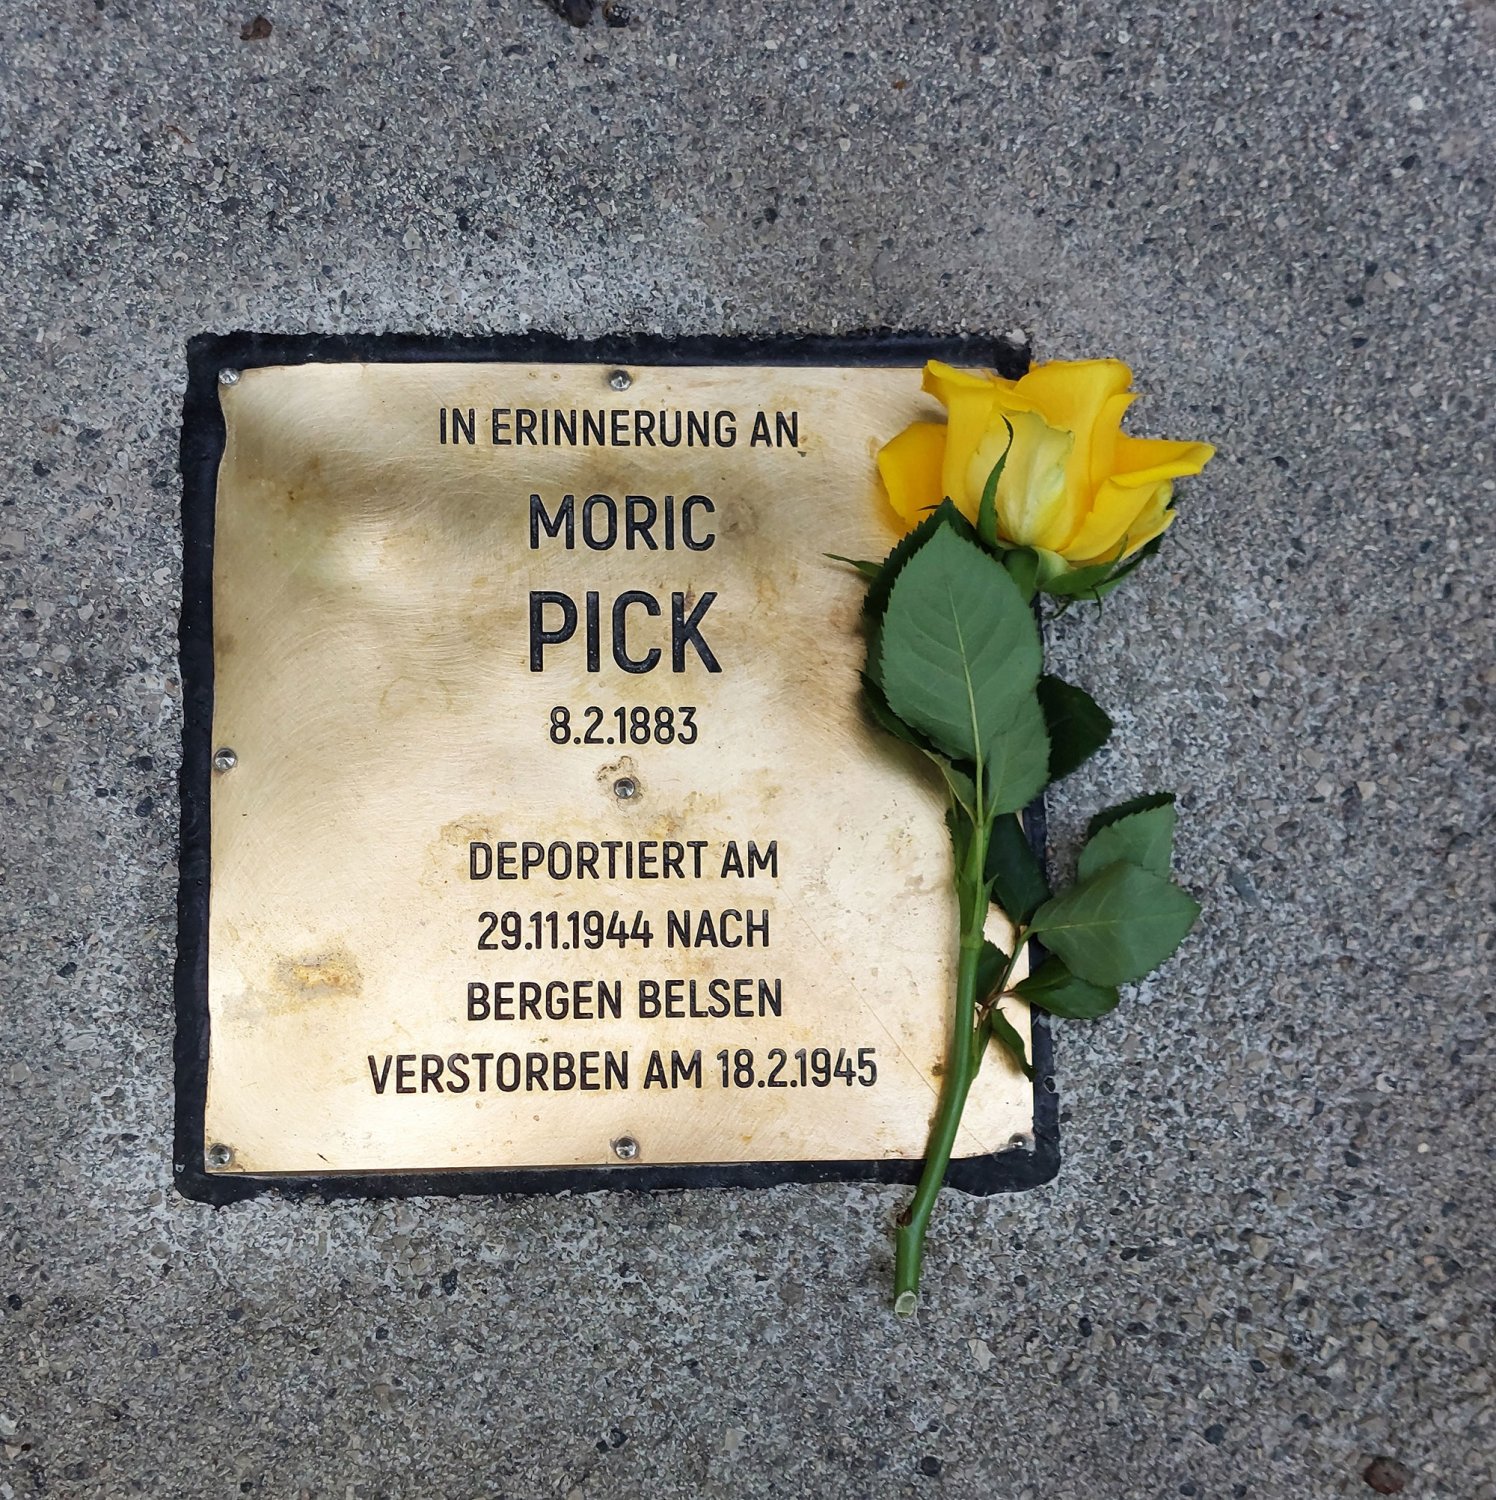 IN ERINNERUNG AN
MORIC
PICK
8.2.1883
DEPORTIERT AM
29.11.1944 NACH
BERGEN BELSEN
VERSTORBEN AM 18.2.1945